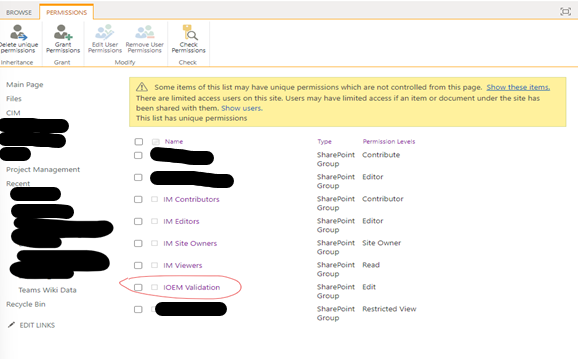 BROWSE PERMISSIONS
Delete unique permissions
Grant Permissions
Edit User Permissions
Remove User Permissions
Check Permissions
Inheritance Grant Modify Check
Main Page
Files
CIM
Project Management
Recent
Teams Wiki Data
Recycle Bin
EDIT LINKS
Some items of this list may have unique permissions which are not controlled from this page. Show these items.
There are limited access users on this site. Users may have limited access if an item or document under the site has
been shared with them. Show users.
This list has unique permissions
Name Type Permission Levels
SharePoint Group Contribute
SharePoint Group Editor
IM Contributors SharePoint Group Contributor
IM Editors SharePoint Group Editor
IM Site Owners SharePoint Group Site Owner
IM Viewers SharePoint Group Read
IOEM Validation SharePoint Group Edit
SharePoint Group Restricted View